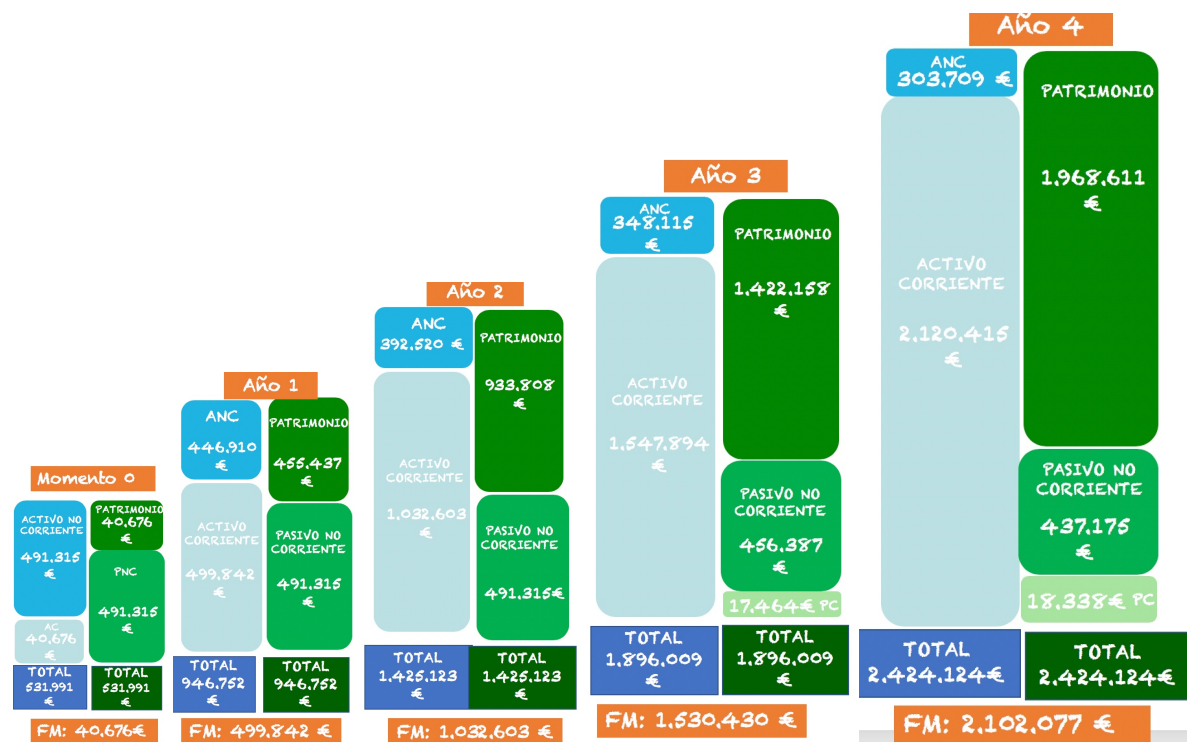 Momento 0
ACTIVO NO
CORRIENTE
491.315
€
AC
40.676
€
TOTAL
531.991
€
PATRIMONIO
40.676
€
PNC
491.315
€
TOTAL
531.991
€
FM: 40.676€
Año 1
ANC
446.910
€
ACTIVO
CORRIENTE
499.842
€
TOTAL
946.752
€
PATRIMONIO
455.437
€
PASIVO NO
CORRIENTE
491.315
€
TOTAL
946.752
€
FM: 499.842€
Año 2
ANC
392.520 €
ACTIVO
CORRIENTE
1.032.603
€
TOTAL
1.425.123
€
PATRIMONIO
933.808
€
PASIVO NO
CORRIENTE
491.315€
TOTAL
1.425.123
€
FM: 1.032.603 €
Año 3
ANC
348.115
€
ACTIVO
CORRIENTE
1.547.894
€
TOTAL
1.896.009
€
PATRIMONIO
1.422.158
€
PASIVO NO
CORRIENTE
456.387
€
17.464€ PC
TOTAL
1.896.009
€
FM: 1.530.430 €
Año 4
ANC
303.709 €
ACTIVO
CORRIENTE
2.120.415
€
TOTAL
2.424.124€
PATRIMONIO
1.968.611
€
PASIVO NO
CORRIENTE
437.175
€
18.338€ PC
TOTAL
2.424.124€
FM: 2.102.077 €